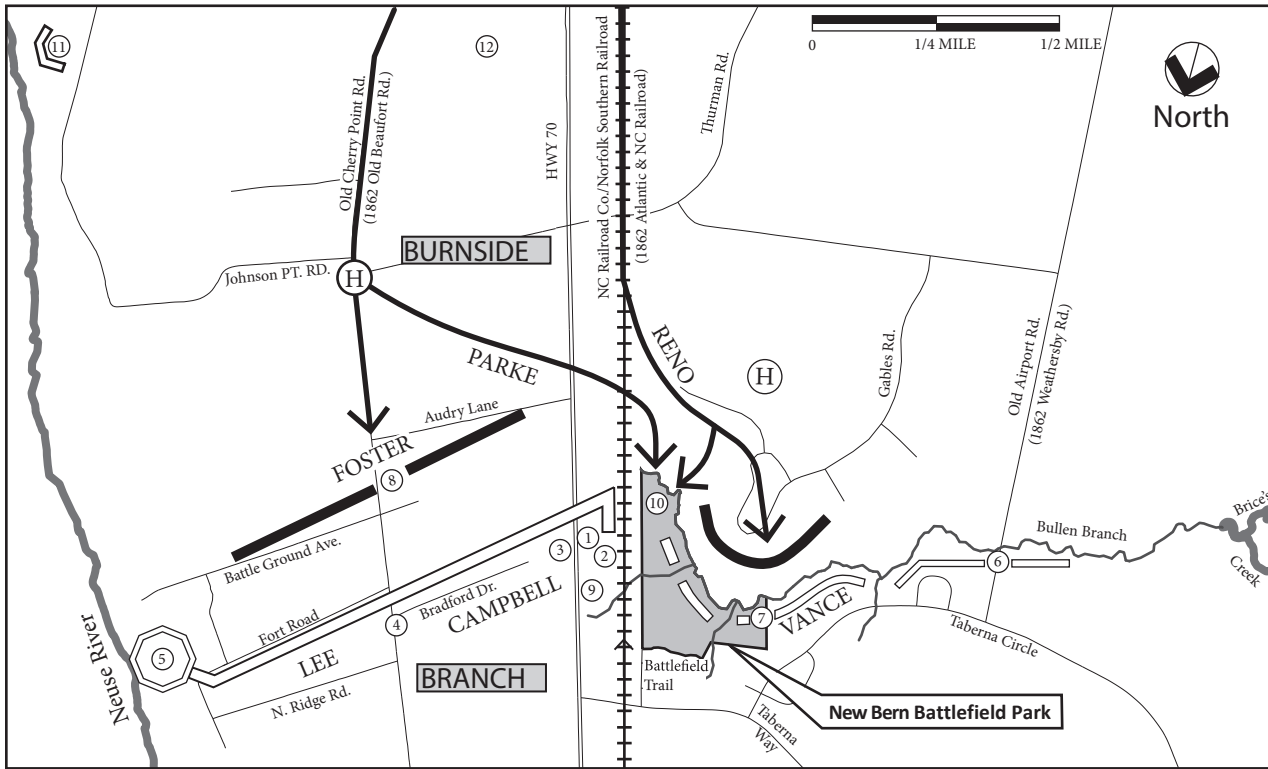 11
12
0
1/4 MILE
1/2 MILE
North
Old Cherry Point Rd.
(1862 Old Beaufort Rd.)
HWY 70
NC Railroad Co./Norfolk Southern Railroad
(1862 Atlantic & NC Railroad)
Thurman Rd.
BURNSIDE
Johnson PT. RD.
H
PARKE
RENO
H
Gables Rd.
Old Airport Rd.
(1862 Weathersby Rd.)
Audry Lane
FOSTER
8
10
Battle Ground Ave.
3
1
2
9
Bullen Branch
Brice's
Creek
6
Fort Road
Bradford Dr.
CAMPBELL
4
7
VANCE
Taberna Circle
Neuse River
5
LEE
N. Ridge Rd.
BRANCH
Battlefield
Trail
Taberna
Way
New Bern Battlefield Park